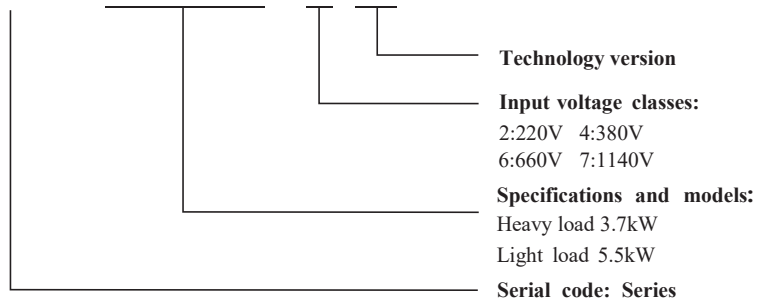 Technology version
Input voltage classes:
2:220V 4:380V
6:660V 7:1140V
Specifications and models:
Heavy load 3.7kW
Light load 5.5kW
Serial code: Series